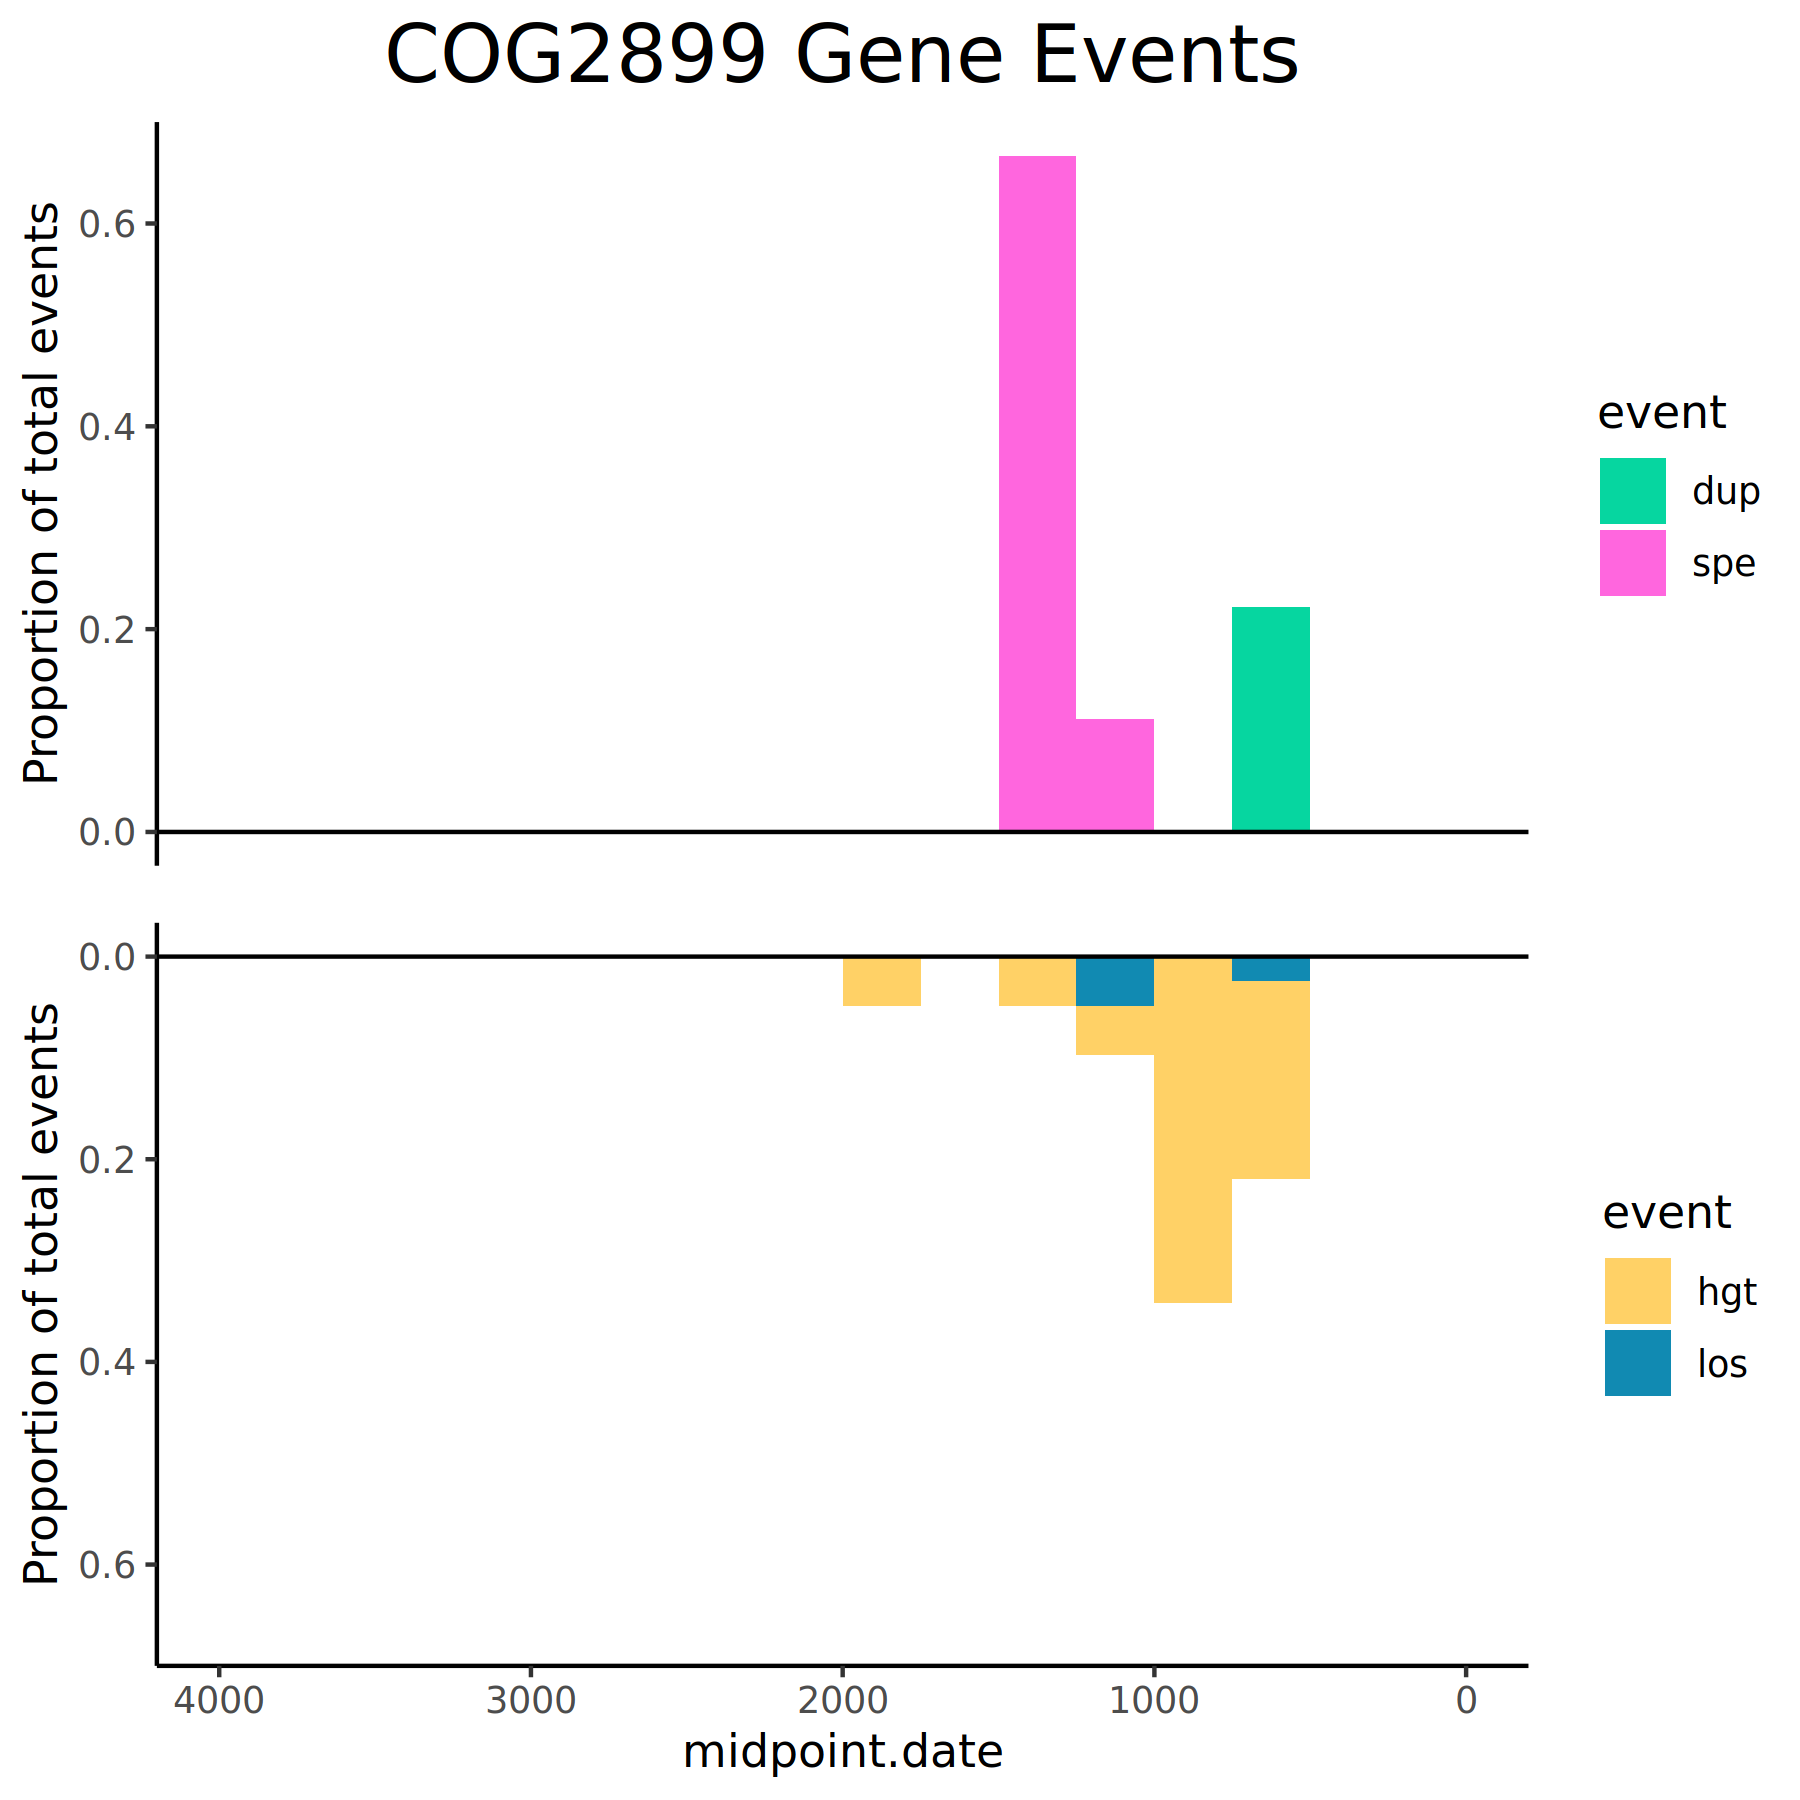 COG2899 Gene Events
Proportion of total events
0.6
0.4
0.2
0.0
event
dup
spe
Proportion of total events
0.0
0.2
0.4
0.6
event
hgt
los
4000 3000 2000 1000 0
midpoint.date